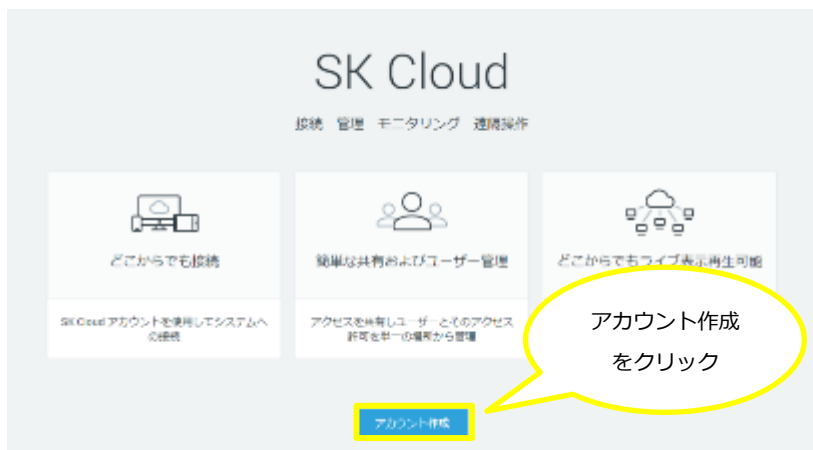 SK Cloud
接続 管理 モニタリング 遠隔操作
どこからでも接続
簡単な共有およびユーザー管理
どこからでもライブ表示再生可能
SK Cloud アカウントを使用してシステムへ
の接続
アクセスを共有しユーザーとそのアクセス
許可を単一の場所から管理
アカウント作成
をクリック
アカウント作成